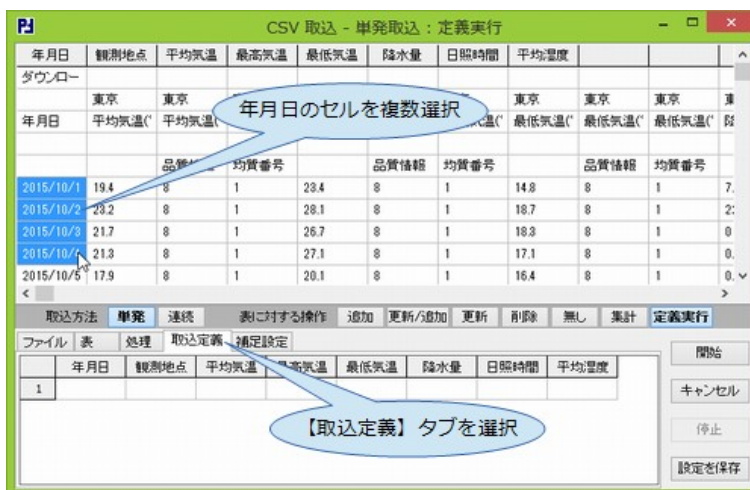 CSV 取込 - 単発取込：定義実行
年月日 観測地点 平均気温 最高気温 最低気温 降水量 日照時間 平均湿度
ダウンロー
東京 東京 東京 東京 東京
年月日 平均気温(° 平均気温(° 最低気温(° 最低気温(° 最低気温(°
年月日のセルを複数選択
均質番号 品質情報 均質番号 品質情報 均質番号
2015/10/1 19.4 8 1 23.4 8 1 14.8 8 1 7.
2015/10/2 23.2 8 1 28.1 8 1 18.7 8 1
2015/10/3 21.7 8 1 26.7 8 1 18.3 8 1 0
2015/10/4 21.3 8 1 27.1 8 1 17.1 8 1 0.
2015/10/5 17.9 8 1 20.1 8 1 16.4 8 1 0.
取込方法 単発 連続 表に対する操作 追加 更新/追加 更新 削除 無し 集計 定義実行
ファイル 表 処理 取込定義 補足設定
年月日 観測地点 平均気温 最高気温 最低気温 降水量 日照時間 平均湿度
1
【取込定義】タブを選択
開始
キャンセル
停止
設定を保存